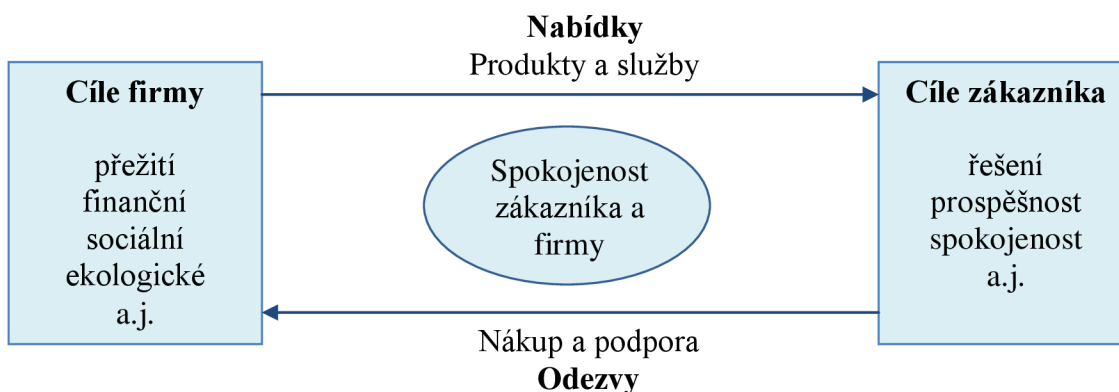 Nabídky
Produkty a služby
Cíle firmy
přežití
finanční
sociální
ekologické
a.j.
Spokojenost
zákazníka a
firmy
Cíle zákazníka
řešení
prospěšnost
spokojenost
a.j.
Nákup a podpora
Odezvy